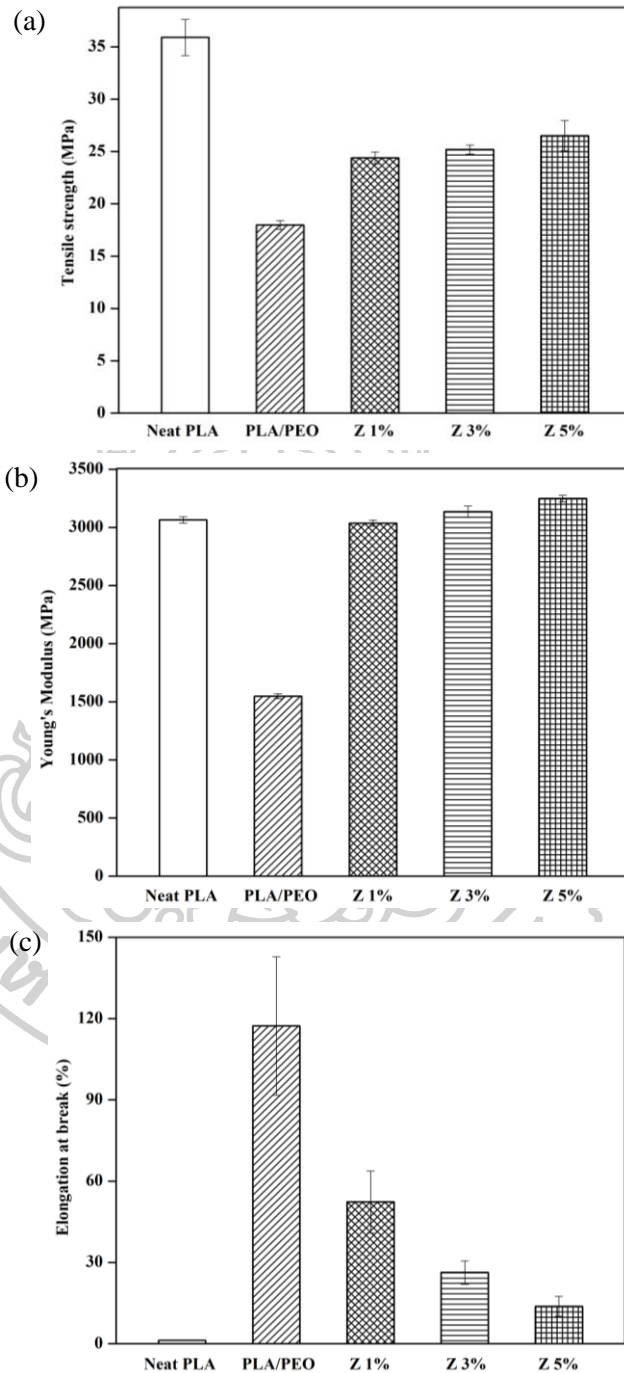 (a)
Tensile strength (MPa)
35
30
25
20
15
10
5
0
Neat PLA PLA/PEO Z 1% Z 3% Z 5%
(b)
Young's Modulus (MPa)
3500
3000
2500
2000
1500
1000
500
0
Neat PLA PLA/PEO Z 1% Z 3% Z 5%
(c)
Elongation at break (%)
150
120
90
60
30
0
Neat PLA PLA/PEO Z 1% Z 3% Z 5%